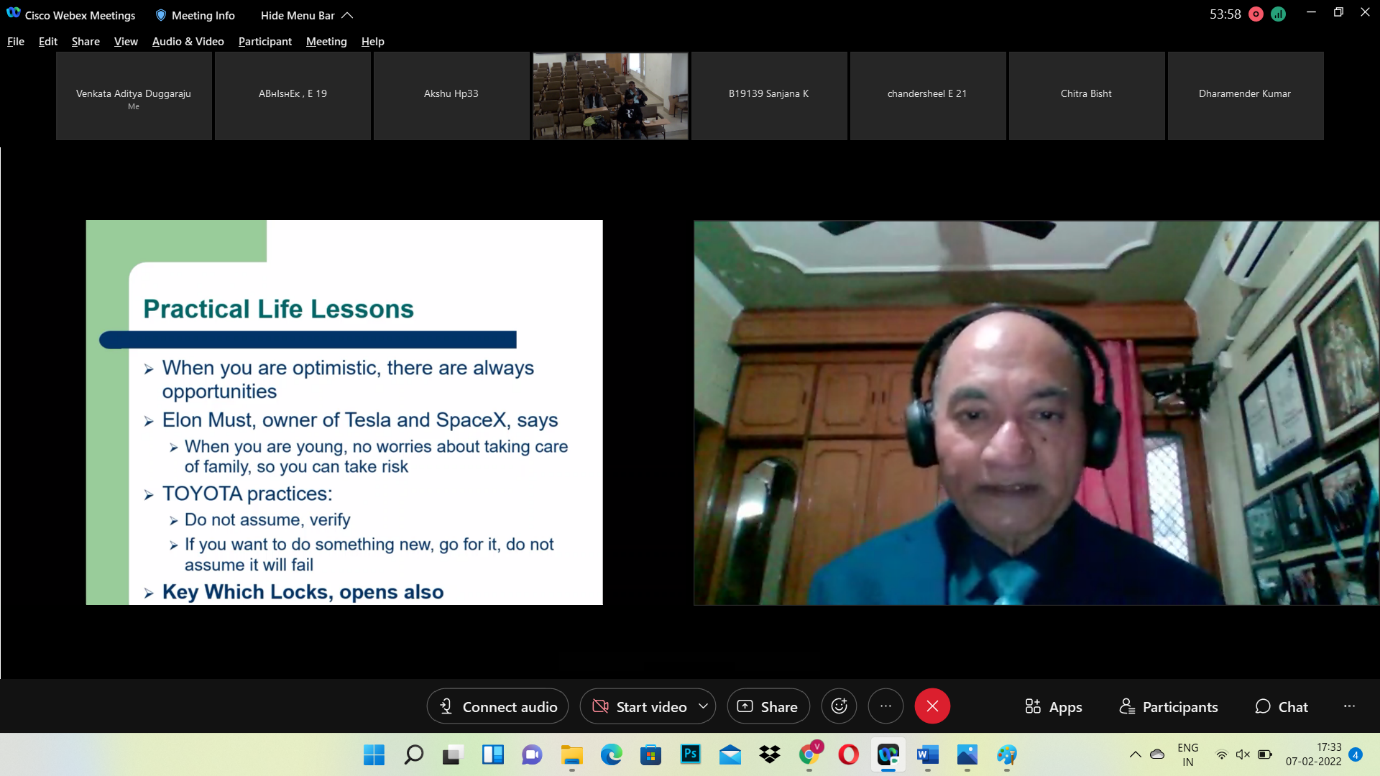 Cisco Webex Meetings
Meeting Info
Hide Menu Bar
53:58
File Edit Share View Audio & Video Participant Meeting Help
Venkata Aditya Duggaraju
Me
ABнIѕнEк , E 19
Akshu Hp33
B19139 Sanjana K
chandersheel E 21
Chitra Bisht
Dharamender Kumar
Practical Life Lessons
When you are optimistic, there are always
opportunities
Elon Must, owner of Tesla and SpaceX, says
When you are young, no worries about taking care
of family, so you can take risk
TOYOTA practices:
Do not assume, verify
If you want to do something new, go for it, do not
assume it will fail
Key Which Locks, opens also
Connect audio
Start video
Share
Apps
Participants
Chat
Ps
W
V
ENG
IN
17:33
07-02-2022
4